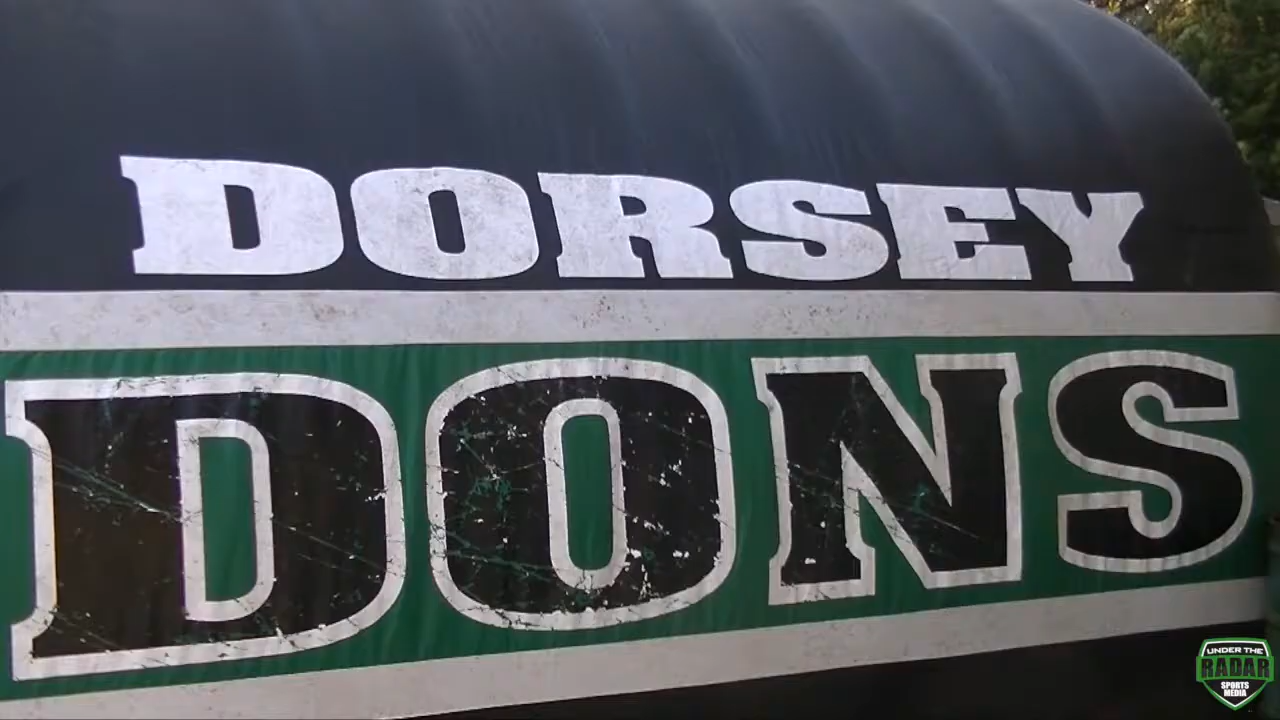 DORSEY
DONS
UNDER THE
RADAR
SPORTS
MEDIA